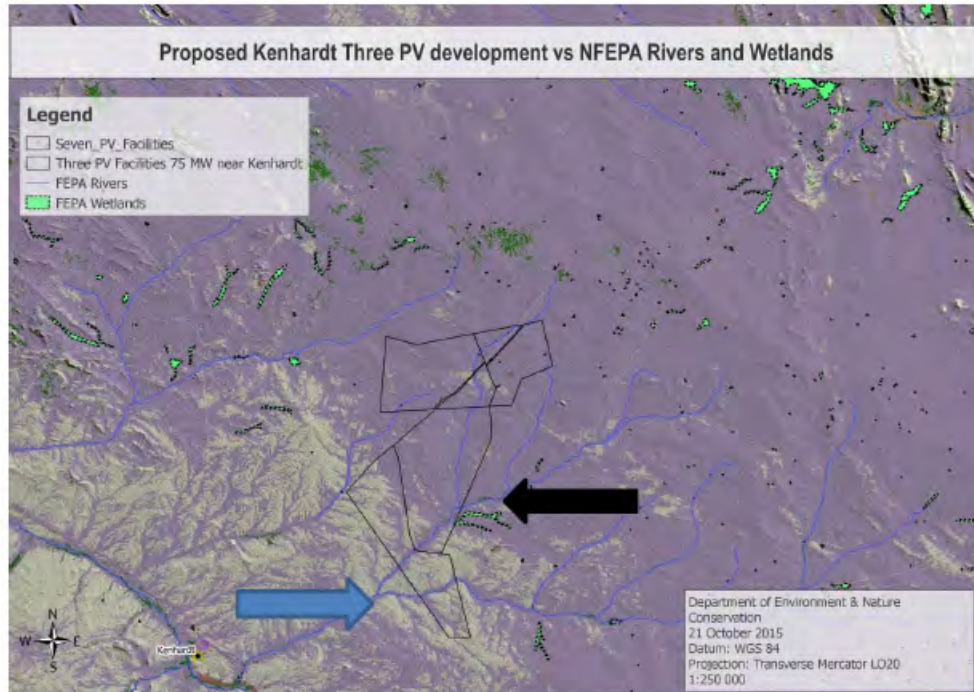 Proposed Kenhardt Three PV development vs NFEPA Rivers and Wetlands
Legend
Seven_PV_Facilities
Three PV Facilities 75 MW near Kenhardt
FEPA Rivers
FEPA Wetlands
N
W E
S
Kenhardt
Department of Environment & Nature
Conservation
21 October 2015
Datum: WGS 84
Projection: Transverse Mercator LO20
1:250 000